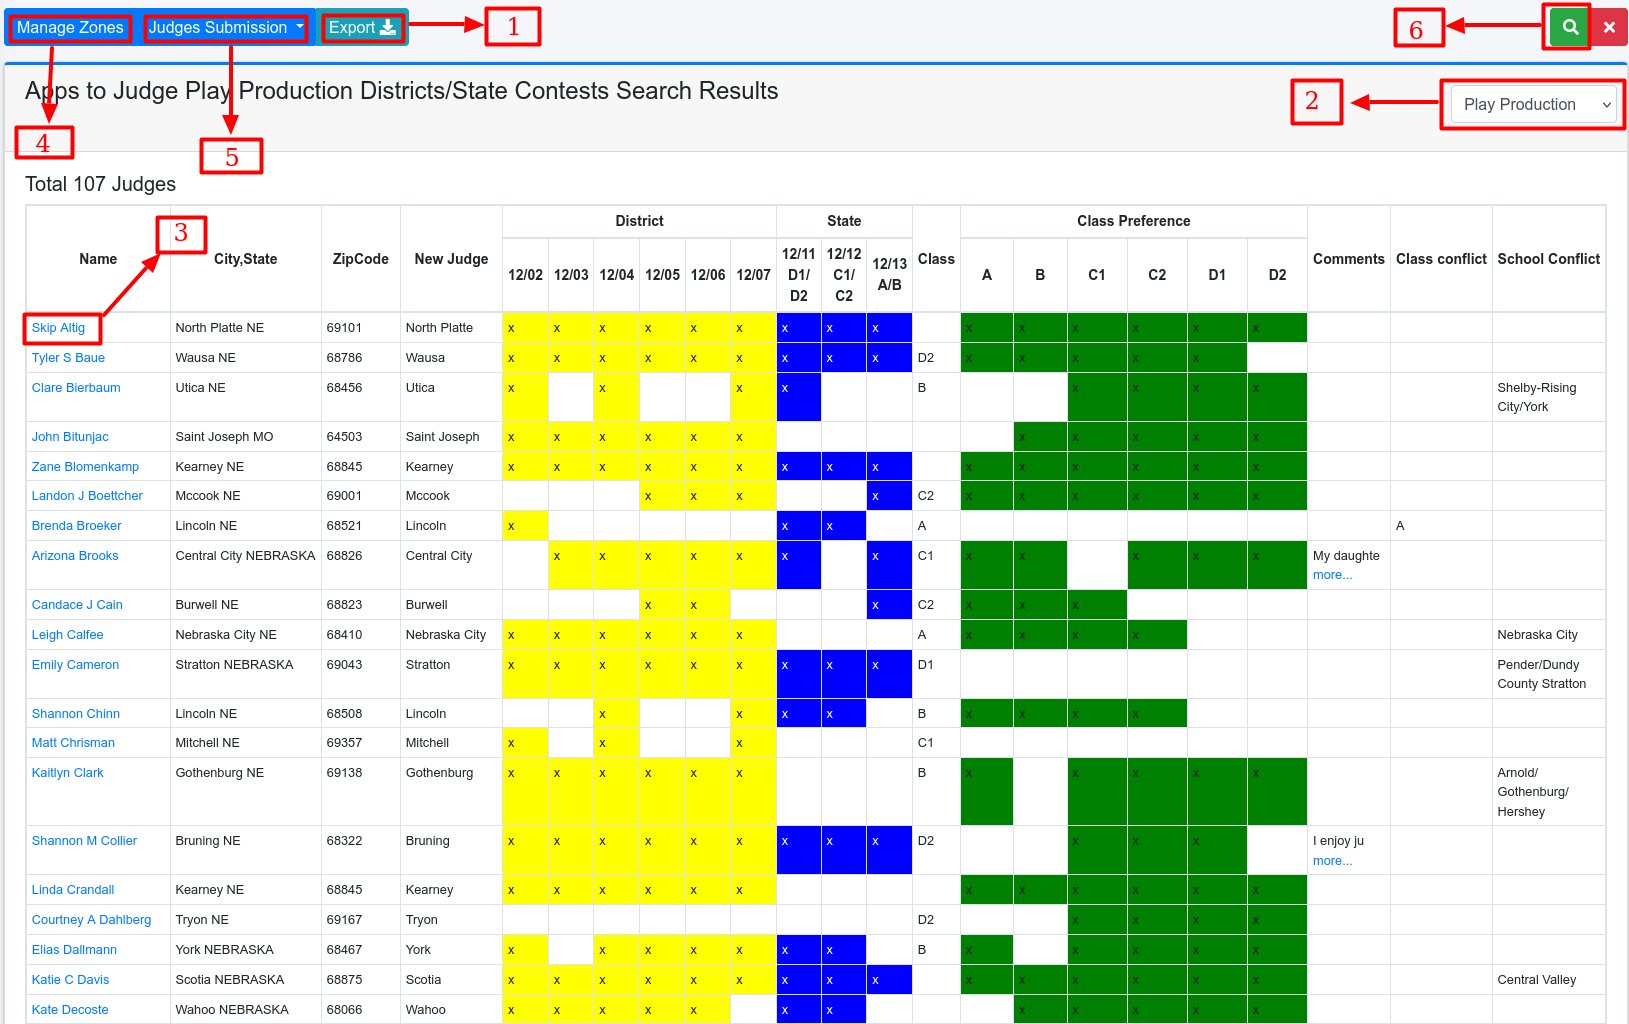 Manage Zones Judges Submission Export 1 6
Apps to Judge Play Production Districts/State Contests Search Results 2 Play Production
4 5
Total 107 Judges
3
District State Class Preference
Name City,State ZipCode New Judge 12/02 12/03 12/04 12/05 12/06 12/07 12/11 D1/ D2 12/12 C1/ C2 12/13 A/B Class A B C1 C2 D1 D2 Comments Class conflict School Conflict
Skip Altig North Platte NE 69101 North Platte x x x x x x x x x x x x x x x
Tyler S Baue Wausa NE 68786 Wausa x x x x x x x x x D2 x x x x x
Clare Bierbaum Utica NE 68456 Utica x x x x B x x x x Shelby-Rising
City/York
John Bitunjac Saint Joseph MO 64503 Saint Joseph x x x x x x x x x x x
Zane Blomenkamp Kearney NE 68845 Kearney x x x x x x x x x x x x x x x
Landon J Boettcher Mccook NE 69001 Mccook x x x x C2 x x x x x x
Brenda Broeker Lincoln NE 68521 Lincoln x x x A A
Arizona Brooks Central City NEBRASKA 68826 Central City x x x x x x x C1 x x x x x My daughte
more...
Candace J Cain Burwell NE 68823 Burwell x x x C2 x x x
Leigh Calfee Nebraska City NE 68410 Nebraska City x x x x x x A x x x x Nebraska City
Emily Cameron Stratton NEBRASKA 69043 Stratton x x x x x x x x x D1 Pender/Dundy
County Stratton
Shannon Chinn Lincoln NE 68508 Lincoln x x x x B x x x x
Matt Chrisman Mitchell NE 69357 Mitchell x x x C1
Kaitlyn Clark Gothenburg NE 69138 Gothenburg x x x x x x B x x x x x Arnold/
Gothenburg/
Hershey
Shannon M Collier Bruning NE 68322 Bruning x x x x x x x x x D2 x x x I enjoy ju
more...
Linda Crandall Kearney NE 68845 Kearney x x x x x x x x x x x x
Courtney A Dahlberg Tryon NE 69167 Tryon D2 x x x x
Elias Dallmann York NEBRASKA 68467 York x x x x x x x B x x x x x
Katie C Davis Scotia NEBRASKA 68875 Scotia x x x x x x x x x x x x x x x Central Valley
Kate Decoste Wahoo NEBRASKA 68066 Wahoo x x x x x x x x x x x x